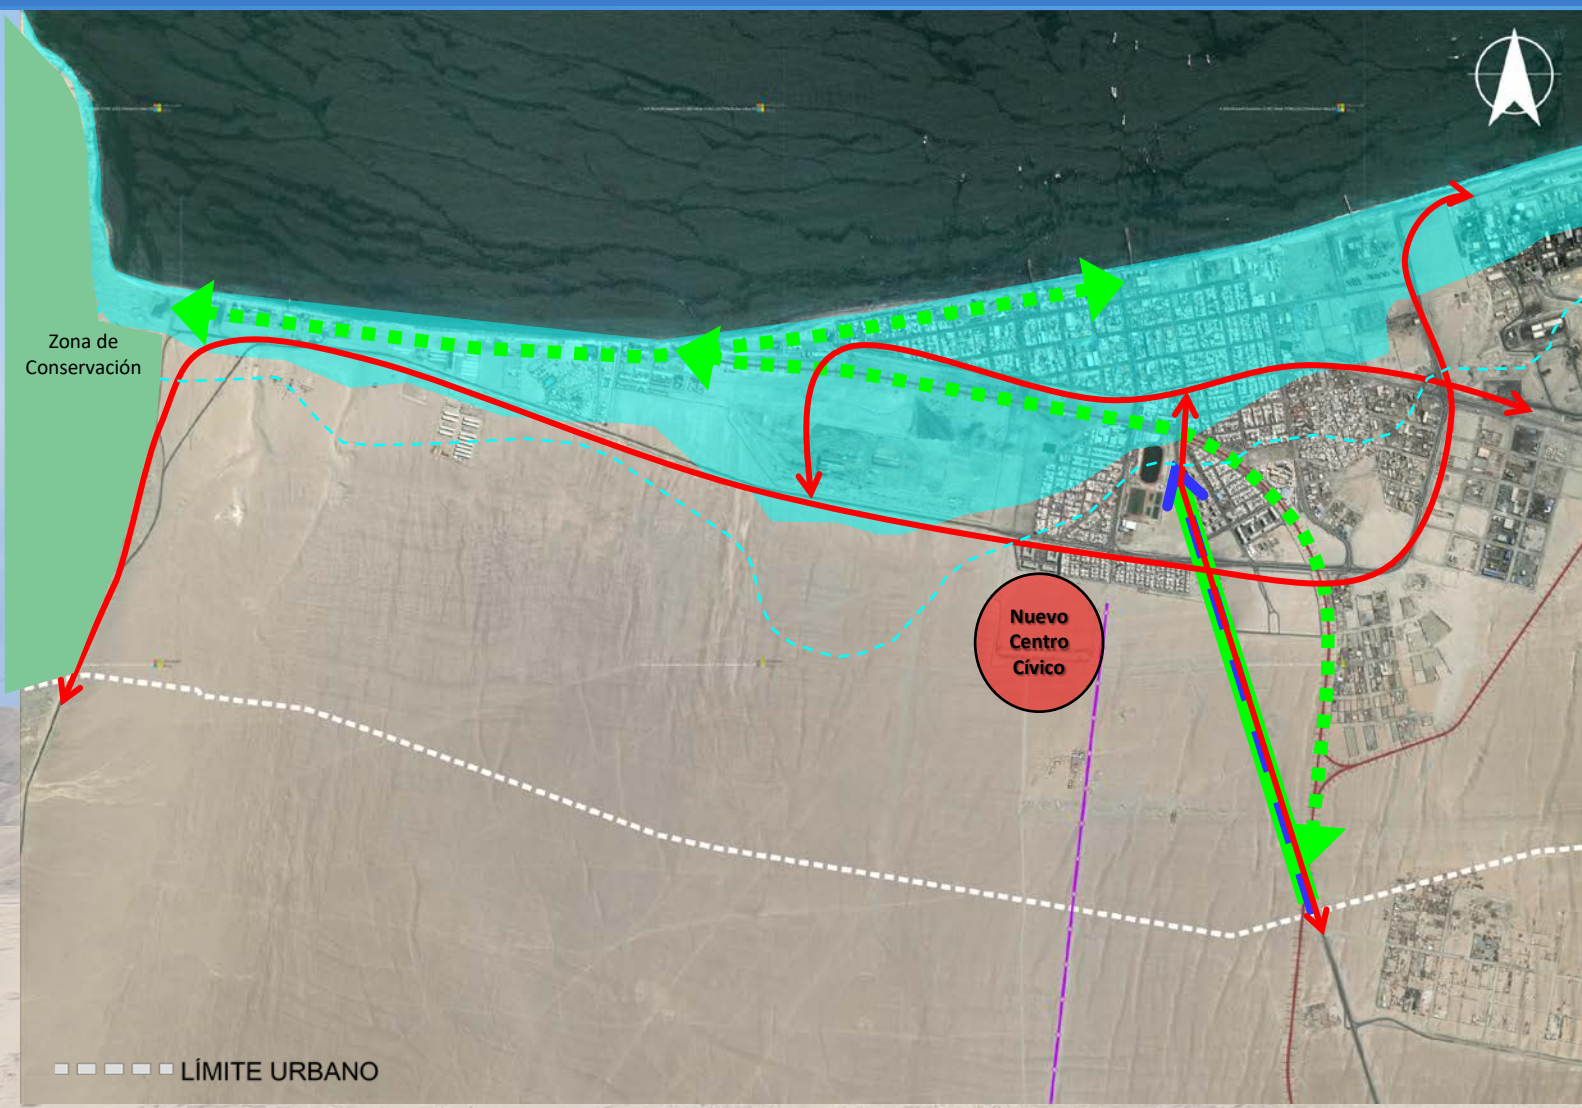 Zona de
Conservación
Nuevo
Centro
Cívico
LÍMITE URBANO